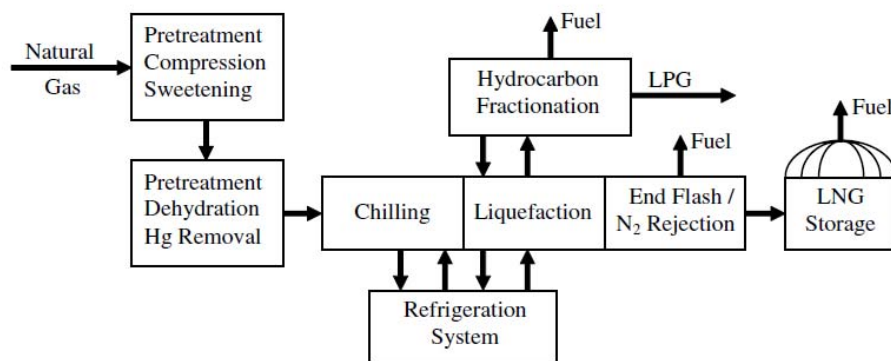 Natural
Gas
Pretreatment
Compression
Sweetening
Pretreatment
Dehydration
Hg Removal
Fuel
Hydrocarbon
Fractionation
LPG
Chilling
Liquefaction
Fuel
End Flash /
N₂ Rejection
Fuel
LNG
Storage
Refrigeration
System